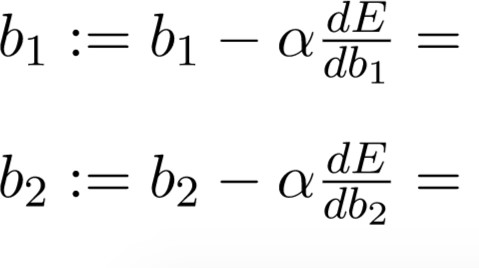 b₁ := b₁ − α dE/db₁ =
b₂ := b₂ − α dE/db₂ =